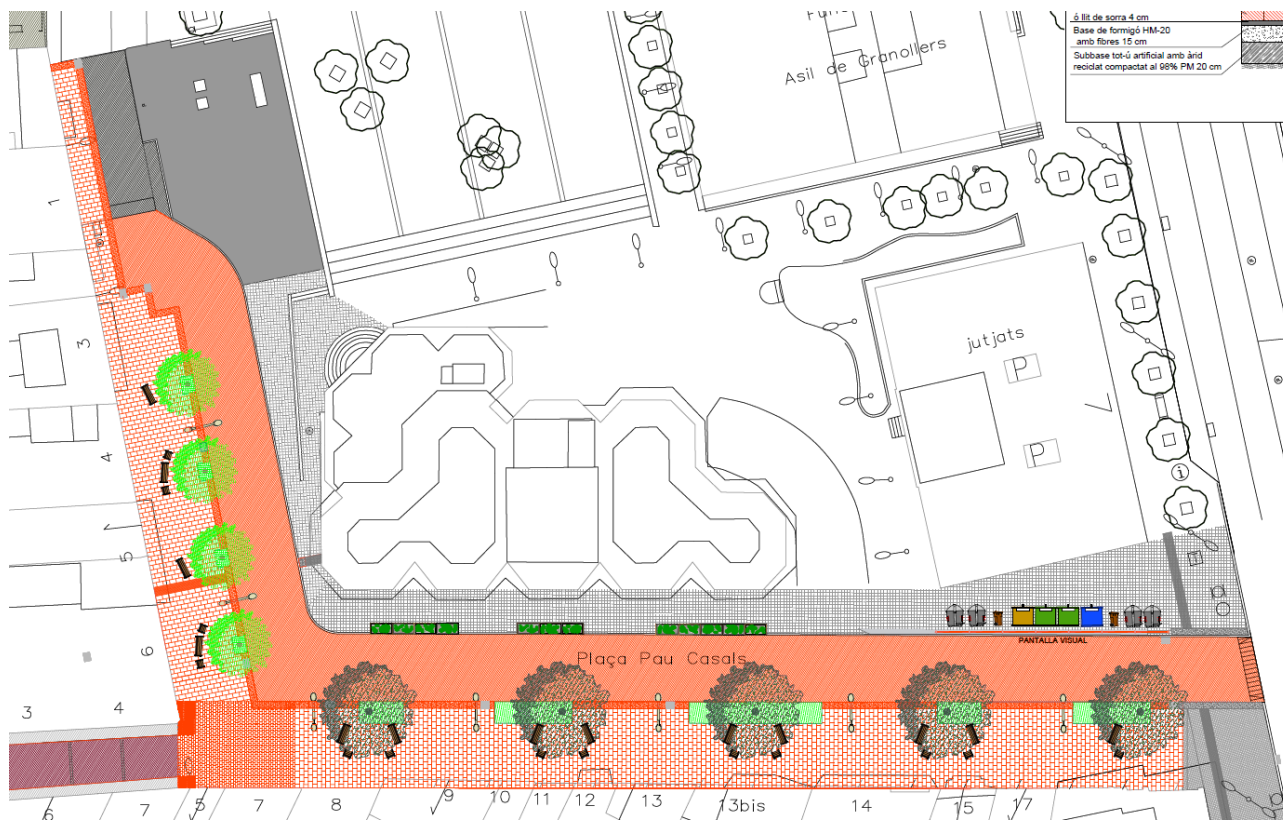 ò llit de sorra 4 cm
Base de formigó HM-20
amb fibres 15 cm
Subbase tot-ú artificial amb àrid
reciclat compactat al 98% PM 20 cm
Asil de Granollers
jutjats
P
P
i
1
3
4
5
6
PANTALLA VISUAL
Plaça Pau Casals
3
4
6
7
5
7
8
9
10
11
12
13
13bis
14
15
17